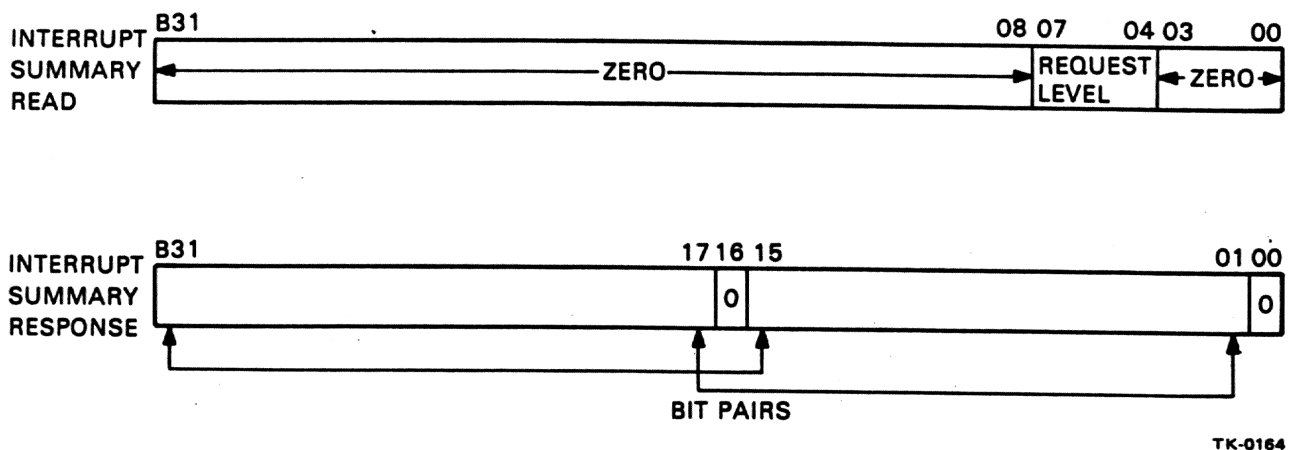 INTERRUPT SUMMARY READ
B31 08 07 04 03 00
ZERO REQUEST LEVEL ZERO
INTERRUPT SUMMARY RESPONSE
B31 17 16 15 01 00
0 0
BIT PAIRS
TK-0164